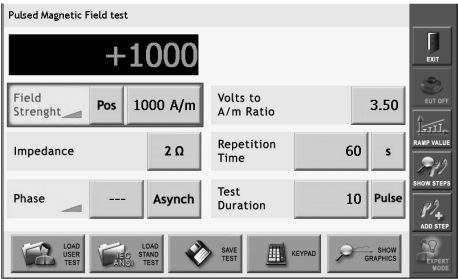 Pulsed Magnetic Field test
+1000
EXIT
Field Strenght
Pos
1000 A/m
Volts to A/m Ratio
3.50
EUT OFF
Impedance
2 Ω
Repetition Time
60
s
RAMP VALUE
SHOW STEPS
Phase
---
Asynch
Test Duration
10
Pulse
ADD STEP
LOAD USER TEST
IEC
ANSI
LOAD STAND TEST
SAVE TEST
KEYPAD
SHOW GRAPHICS
EXPERT MODE